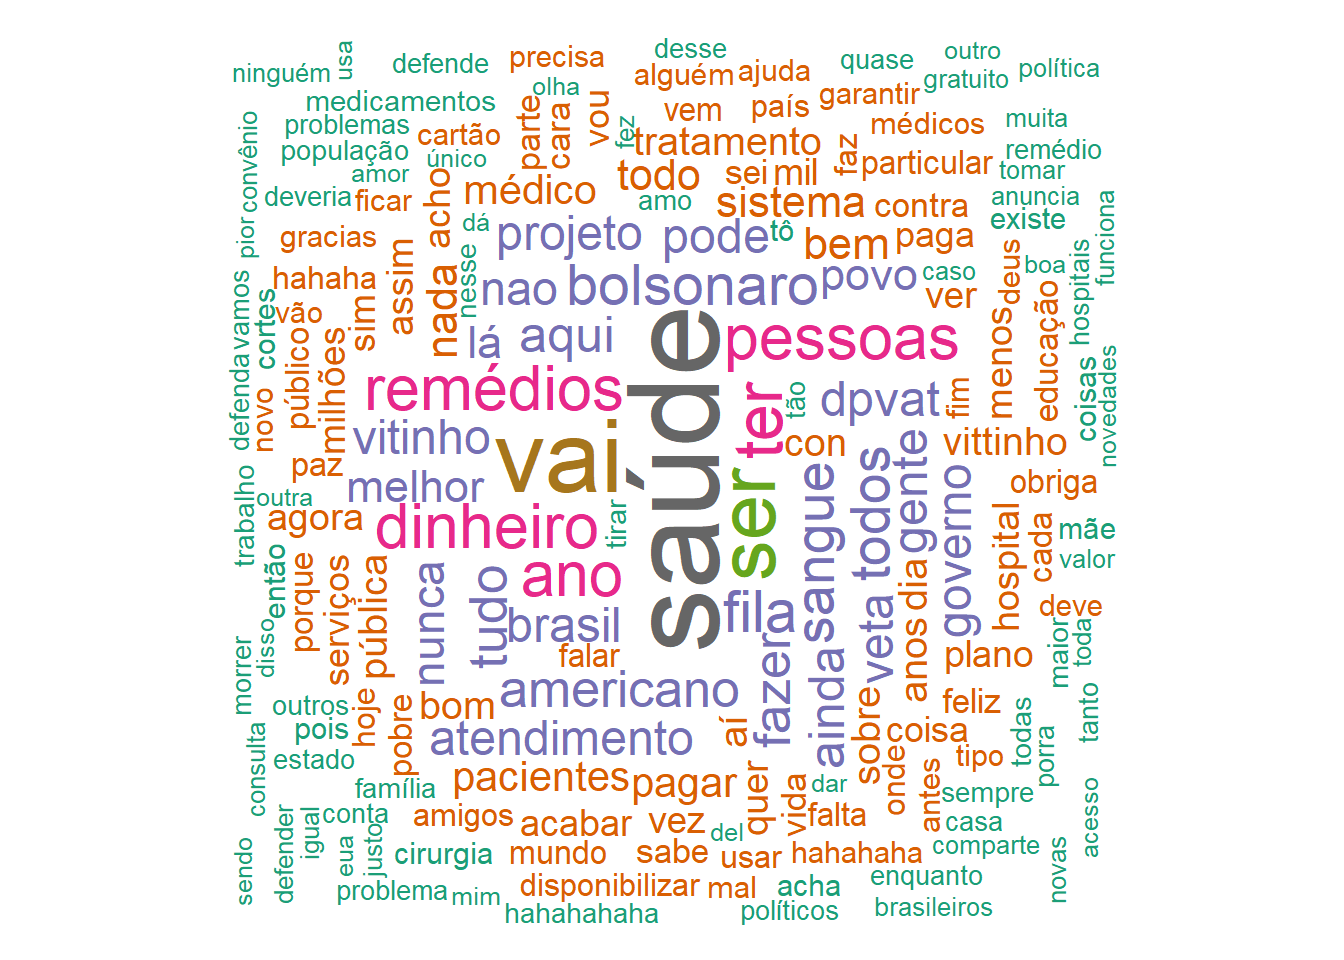 ninguém
usa
defende
precisa
desse
alguém
ajuda
quase
outro
gratuito
política
medicamentos
olha
parte
cara
vou
vem
país
garantir
problemas
cartão
fez
tratamento
faz
médicos
muita
convênio
população
único
todo
sei
mil
particular
remédio
tomar
amor
médico
amo
sistema
contra
anuncia
existe
deveria
ficar
acho
dá
projeto
pode
tô
bem
paga
pior
gracias
nada
nesse
nao
bolsonaro
povo
caso
ver
deus
boa
hospitais
funciona
hahaha
sim
assim
vão
vamos
cortes
lá
aqui
saúde
pessoas
menos
educação
defenda
novo
público
milhões
remédios
ter
tão
dpvat
fim
coisas
novedades
vitinho
vai
con
vittinho
paz
melhor
ser
sangue
todos
gente
governo
obriga
trabalho
outra
agora
dinheiro
tirar
hospital
cada
mãe
valor
então
porque
serviços
pública
nunca
tudo
ano
brasil
fila
veta
anos
dia
deve
morrer
disso
falar
fazer
ainda
plano
maior
toda
outros
pois
hoje
pobre
bom
americano
aí
sobre
feliz
coisa
tanto
consulta
estado
atendimento
onde
tipo
todas
porra
família
pacientes
pagar
quer
vida
dar
antes
sempre
acesso
igual
conta
amigos
acabar
vez
del
falta
casa
sendo
defender
eua
justo
cirurgia
mundo
sabe
usar
hahahaha
comparte
novas
problema
mim
disponibilizar
mal
acha
enquanto
hahahahaha
políticos
brasileiros